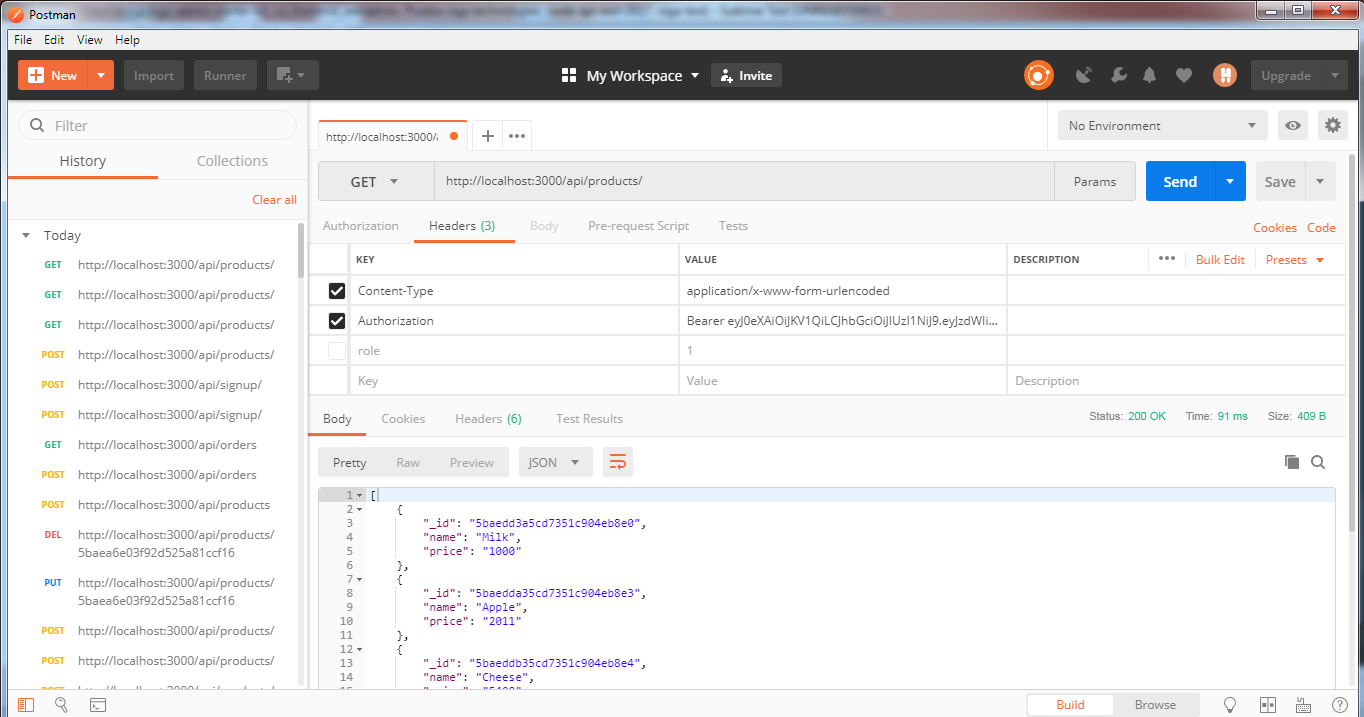 Postman
File Edit View Help
New Import Runner My Workspace Invite Upgrade
Filter
History Collections
Clear all
Today
GET http://localhost:3000/api/products/
GET http://localhost:3000/api/products/
GET http://localhost:3000/api/products/
POST http://localhost:3000/api/products/
POST http://localhost:3000/api/signup/
POST http://localhost:3000/api/signup/
GET http://localhost:3000/api/orders
POST http://localhost:3000/api/orders
POST http://localhost:3000/api/products
DEL http://localhost:3000/api/products/
5baea6e03f92d525a81ccf16
PUT http://localhost:3000/api/products/
5baea6e03f92d525a81ccf16
POST http://localhost:3000/api/products/
POST http://localhost:3000/api/products/
http://localhost:3000/ + ••• No Environment
GET http://localhost:3000/api/products/ Params Send Save
Authorization Headers (3) Body Pre-request Script Tests Cookies Code
KEY VALUE DESCRIPTION ••• Bulk Edit Presets
Content-Type application/x-www-form-urlencoded
Authorization Bearer eyJ0eXAiOiJKV1QiLCJhbGciOiJIUzI1NiJ9.eyJzdWIi...
role 1
Key Value Description
Body Cookies Headers (6) Test Results Status: 200 OK Time: 91 ms Size: 409 B
Pretty Raw Preview JSON
1 [
2 {
3 "_id": "5baedd3a5cd7351c904eb8e0",
4 "name": "Milk",
5 "price": "1000"
6 },
7 {
8 "_id": "5baedda35cd7351c904eb8e3",
9 "name": "Apple",
10 "price": "2011"
11 },
12 {
13 "_id": "5baeddb35cd7351c904eb8e4",
14 "name": "Cheese",
Build Browse